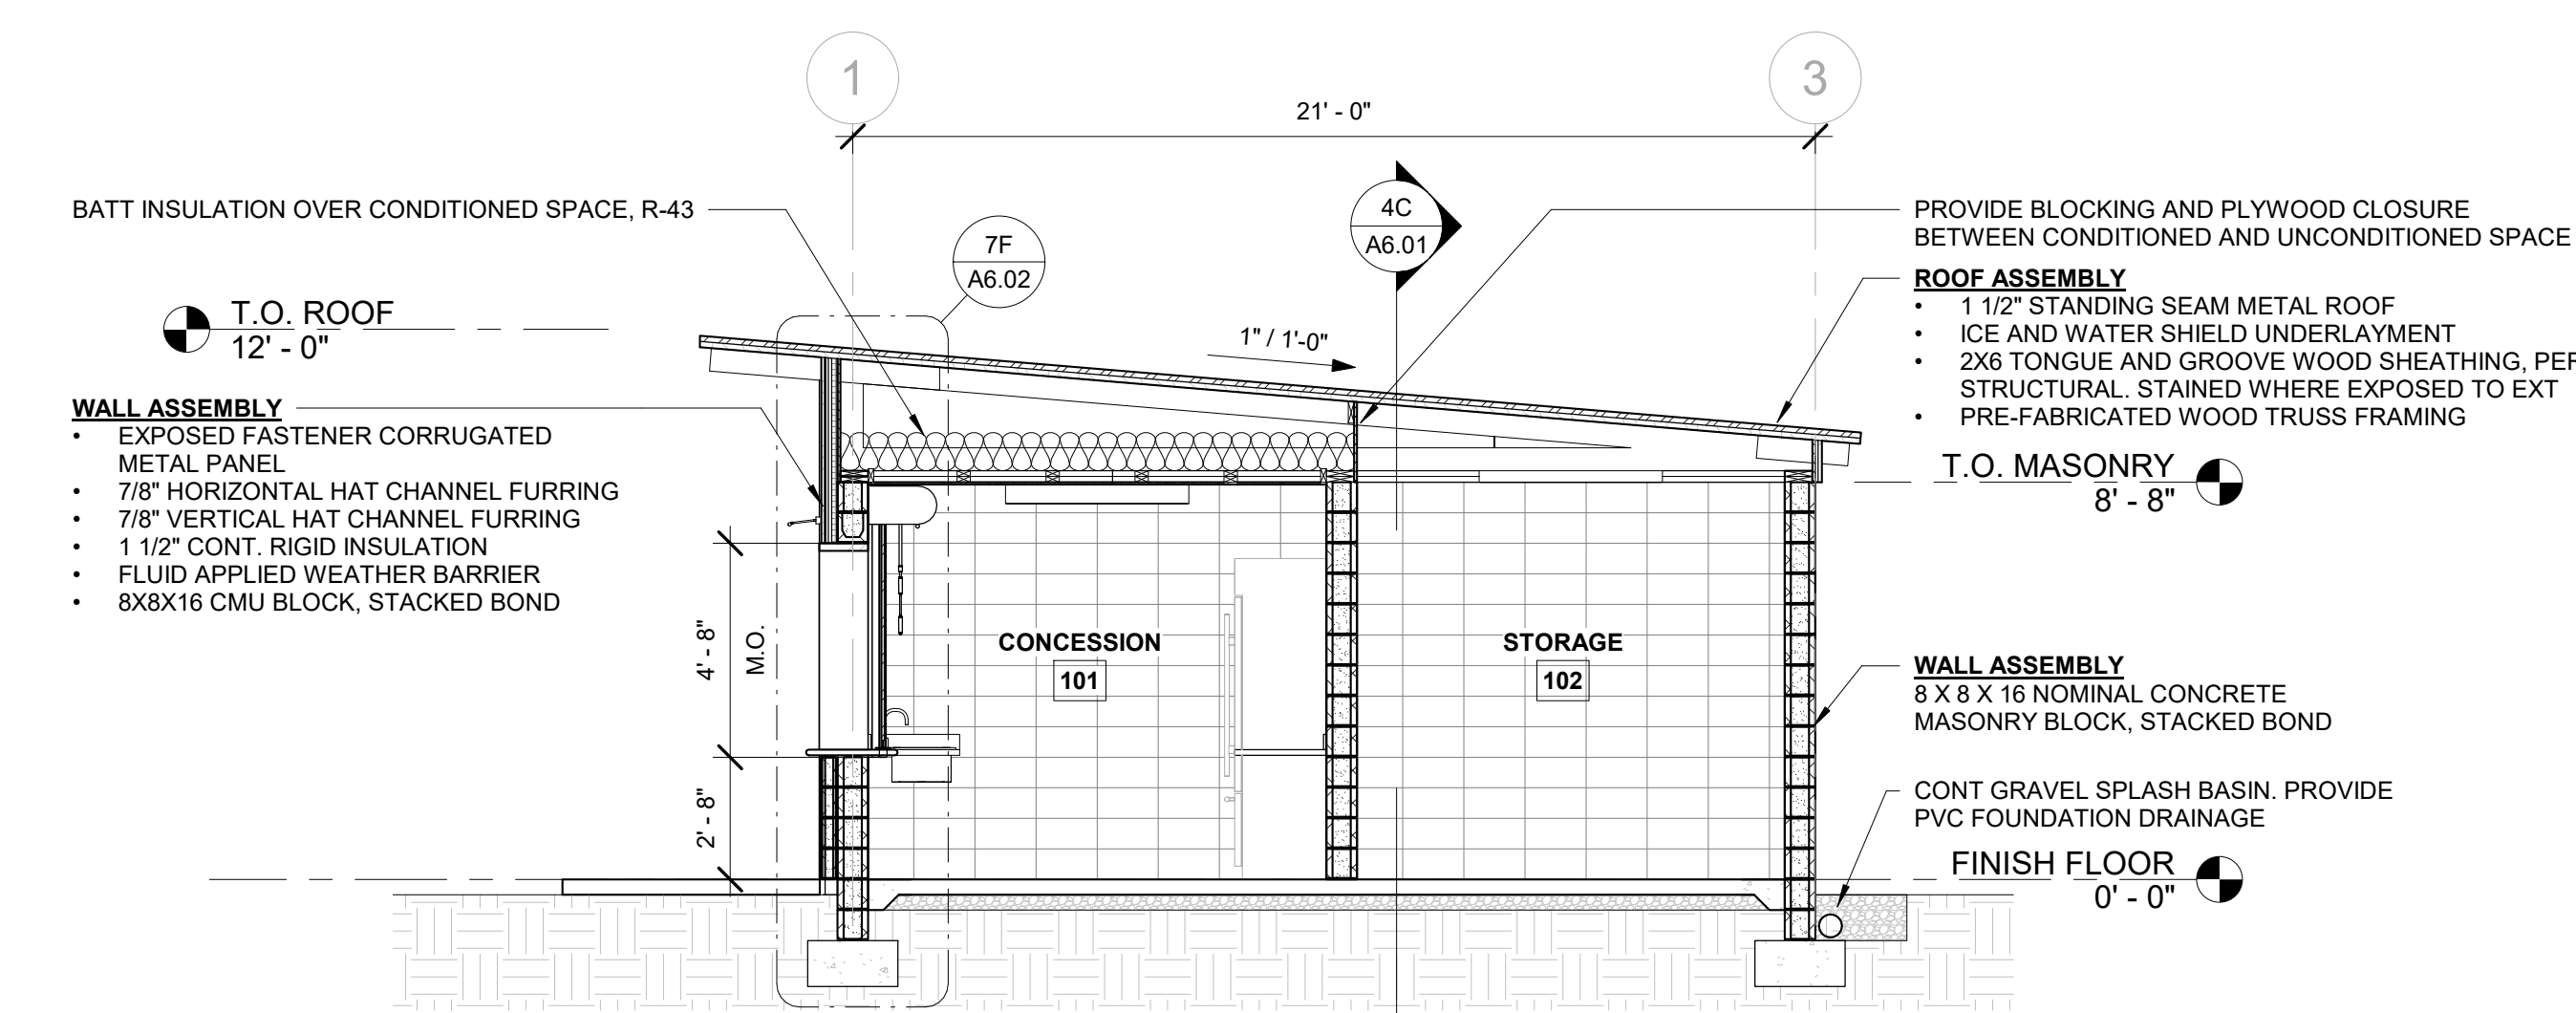 1
3
21' - 0"
BATT INSULATION OVER CONDITIONED SPACE, R-43
7F
A6.02
4C
A6.01
PROVIDE BLOCKING AND PLYWOOD CLOSURE
BETWEEN CONDITIONED AND UNCONDITIONED SPACE
T.O. ROOF
12' - 0"
1" / 1'-0"
ROOF ASSEMBLY
• 1 1/2" STANDING SEAM METAL ROOF
• ICE AND WATER SHIELD UNDERLAYMENT
• 2X6 TONGUE AND GROOVE WOOD SHEATHING, PER
STRUCTURAL. STAINED WHERE EXPOSED TO EXT
• PRE-FABRICATED WOOD TRUSS FRAMING
WALL ASSEMBLY
• EXPOSED FASTENER CORRUGATED
METAL PANEL
• 7/8" HORIZONTAL HAT CHANNEL FURRING
• 7/8" VERTICAL HAT CHANNEL FURRING
• 1 1/2" CONT. RIGID INSULATION
• FLUID APPLIED WEATHER BARRIER
• 8X8X16 CMU BLOCK, STACKED BOND
T.O. MASONRY
8' - 8"
4' - 8"
M.O.
2' - 8"
CONCESSION
101
STORAGE
102
WALL ASSEMBLY
8 X 8 X 16 NOMINAL CONCRETE
MASONRY BLOCK, STACKED BOND
CONT GRAVEL SPLASH BASIN. PROVIDE
PVC FOUNDATION DRAINAGE
FINISH FLOOR
0' - 0"